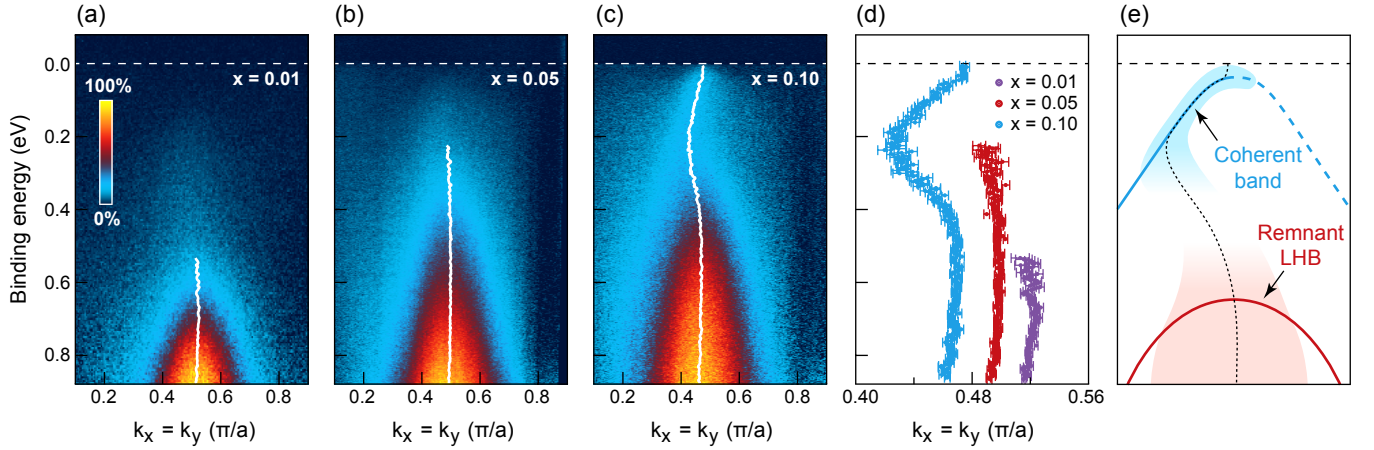 (a)
(b)
(c)
(d)
(e)
x = 0.01
x = 0.05
x = 0.10
100%
0%
x = 0.01
x = 0.05
x = 0.10
Coherent
band
Remnant
LHB
Binding energy (eV)
0.0
0.2
0.4
0.6
0.8
0.2 0.4 0.6 0.8
0.2 0.4 0.6 0.8
0.2 0.4 0.6 0.8
0.40 0.48 0.56
kx = ky (π/a)
kx = ky (π/a)
kx = ky (π/a)
kx = ky (π/a)